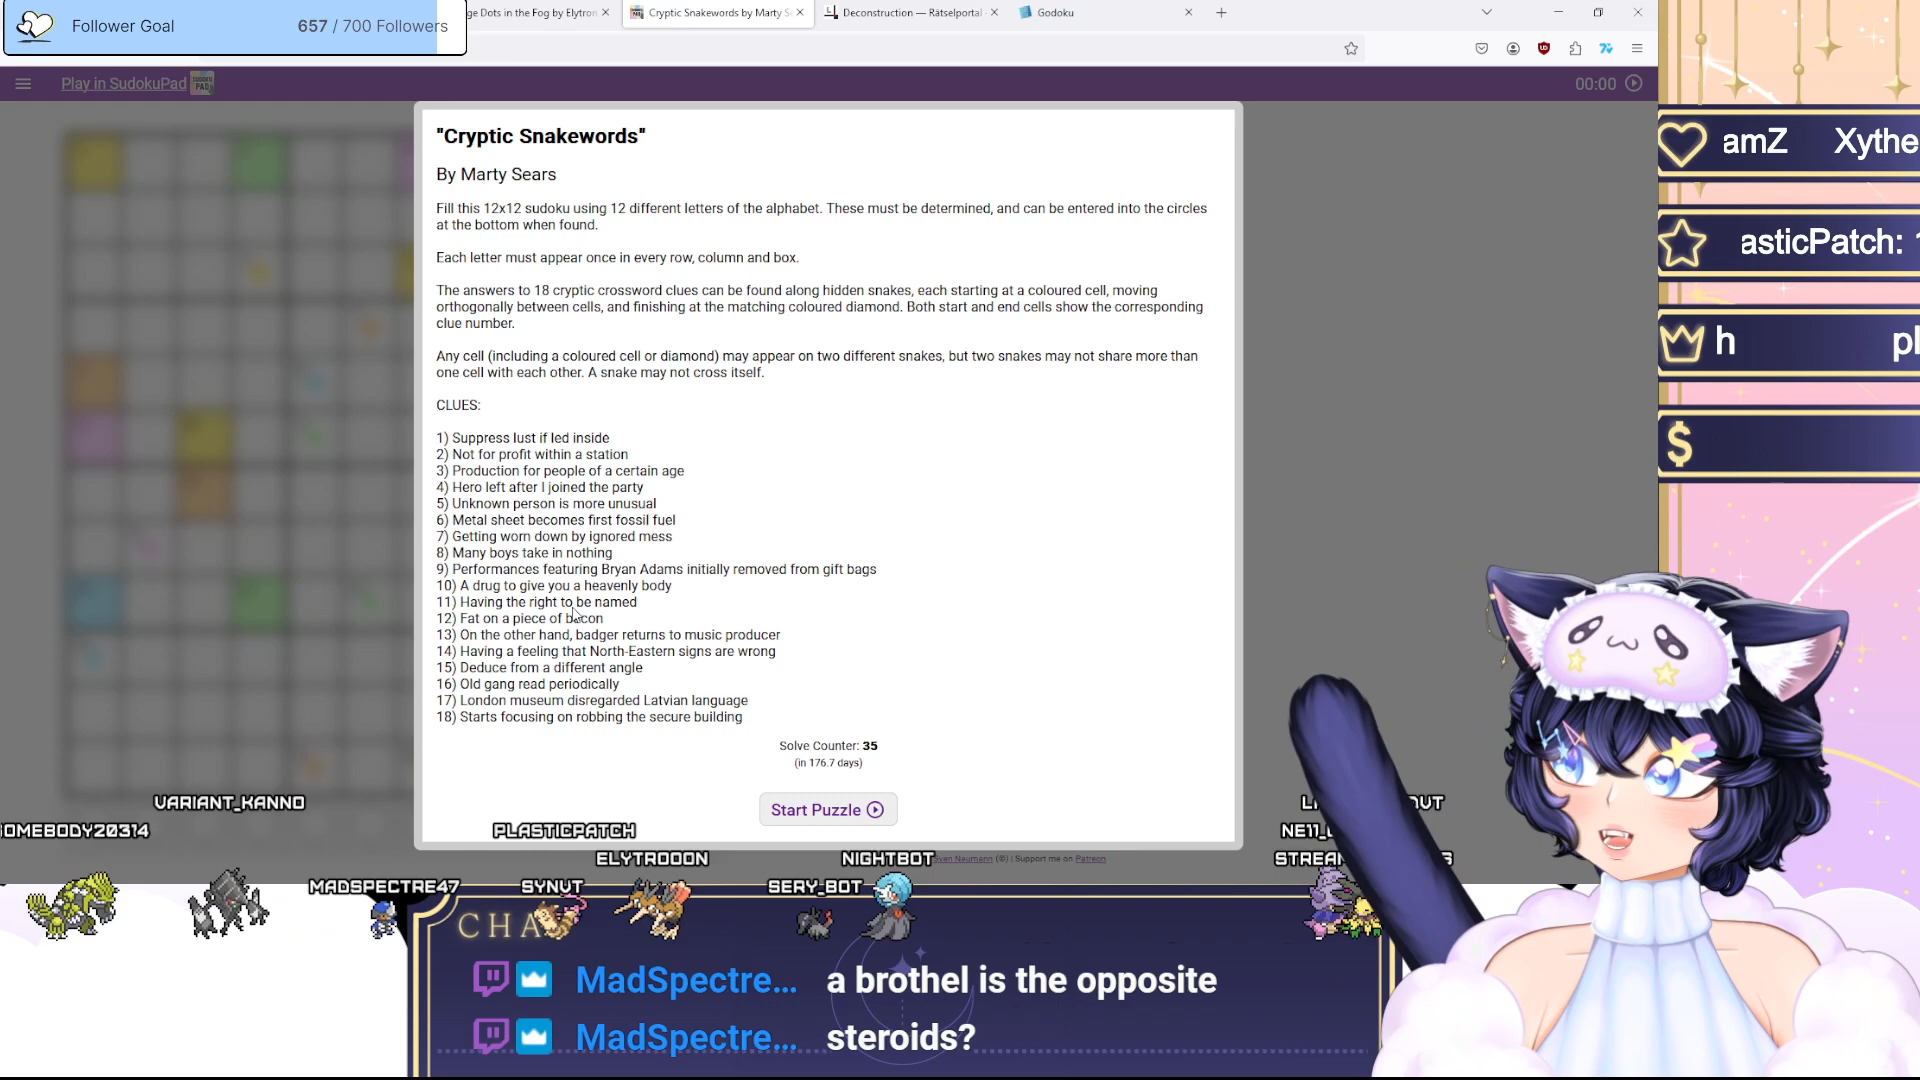 Follower Goal 657 / 700 Followers
ge Dots in the Fog by Elytron
Cryptic Snakewords by Marty Se
Deconstruction — Rätselportal
Godoku
Play in SudokuPad
00:00
"Cryptic Snakewords"
By Marty Sears
Fill this 12x12 sudoku using 12 different letters of the alphabet. These must be determined, and can be entered into the circles
at the bottom when found.
Each letter must appear once in every row, column and box.
The answers to 18 cryptic crossword clues can be found along hidden snakes, each starting at a coloured cell, moving
orthogonally between cells, and finishing at the matching coloured diamond. Both start and end cells show the corresponding
clue number.
Any cell (including a coloured cell or diamond) may appear on two different snakes, but two snakes may not share more than
one cell with each other. A snake may not cross itself.
CLUES:
1) Suppress lust if led inside
2) Not for profit within a station
3) Production for people of a certain age
4) Hero left after I joined the party
5) Unknown person is more unusual
6) Metal sheet becomes first fossil fuel
7) Getting worn down by ignored mess
8) Many boys take in nothing
9) Performances featuring Bryan Adams initially removed from gift bags
10) A drug to give you a heavenly body
11) Having the right to be named
12) Fat on a piece of bacon
13) On the other hand, badger returns to music producer
14) Having a feeling that North-Eastern signs are wrong
15) Deduce from a different angle
16) Old gang read periodically
17) London museum disregarded Latvian language
18) Starts focusing on robbing the secure building
Solve Counter: 35
(in 176.7 days)
Start Puzzle
Sven Neumann (©) | Support me on Patreon
amZ Xythe
asticPatch: 1
h pl
$
VARIANT_KANNO
OMEBODY20314
PLASTICPATCH
ELYTROOON
NIGHTBOT
MADSPECTRE47
SYNUT
SERY_BOT
NE11_
STREAM
CHA
MadSpectre... a brothel is the opposite
MadSpectre... steroids?